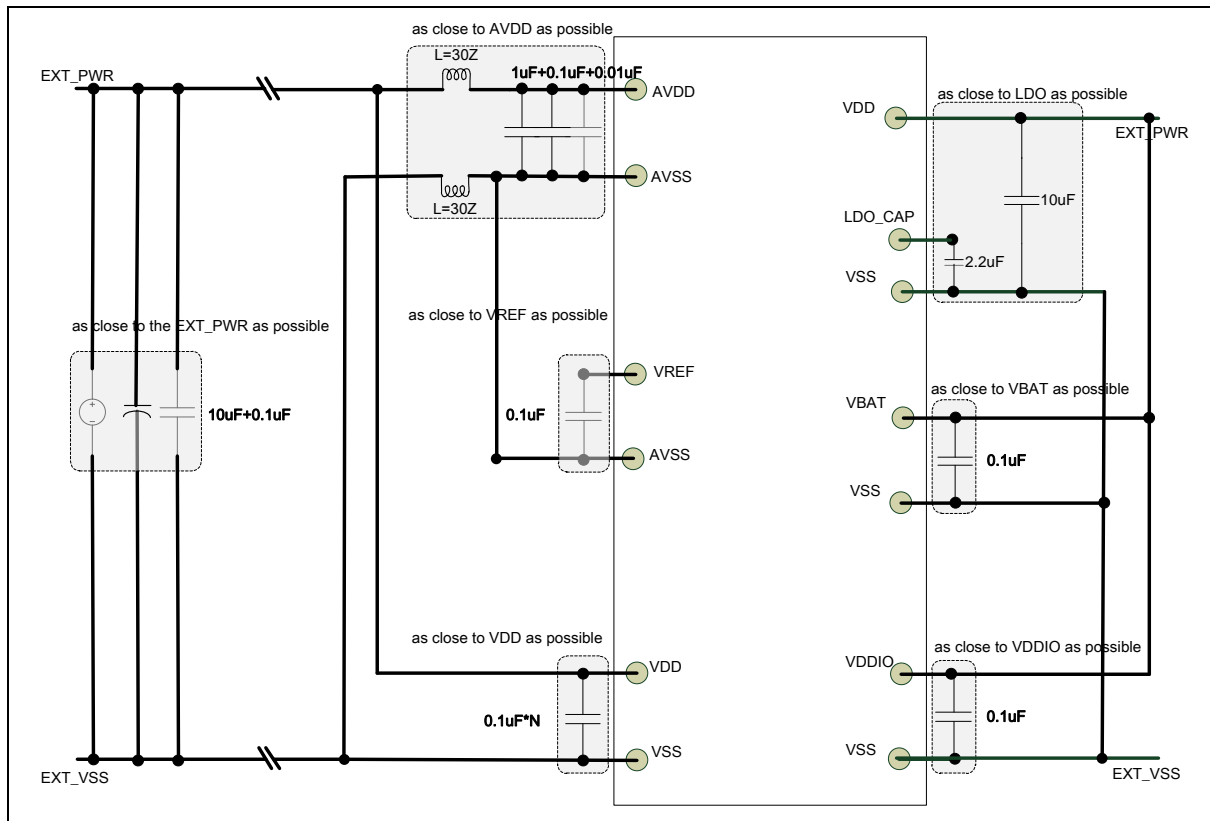 as close to AVDD as possible
L=30Z
EXT_PWR
1uF+0.1uF+0.01uF
AVDD
AVSS
L=30Z
as close to LDO as possible
VDD
EXT_PWR
10uF
LDO_CAP
2.2uF
VSS
as close to the EXT_PWR as possible
10uF+0.1uF
as close to VREF as possible
VREF
0.1uF
AVSS
as close to VBAT as possible
VBAT
0.1uF
VSS
as close to VDD as possible
VDD
0.1uF*N
VSS
EXT_VSS
as close to VDDIO as possible
VDDIO
0.1uF
VSS
EXT_VSS